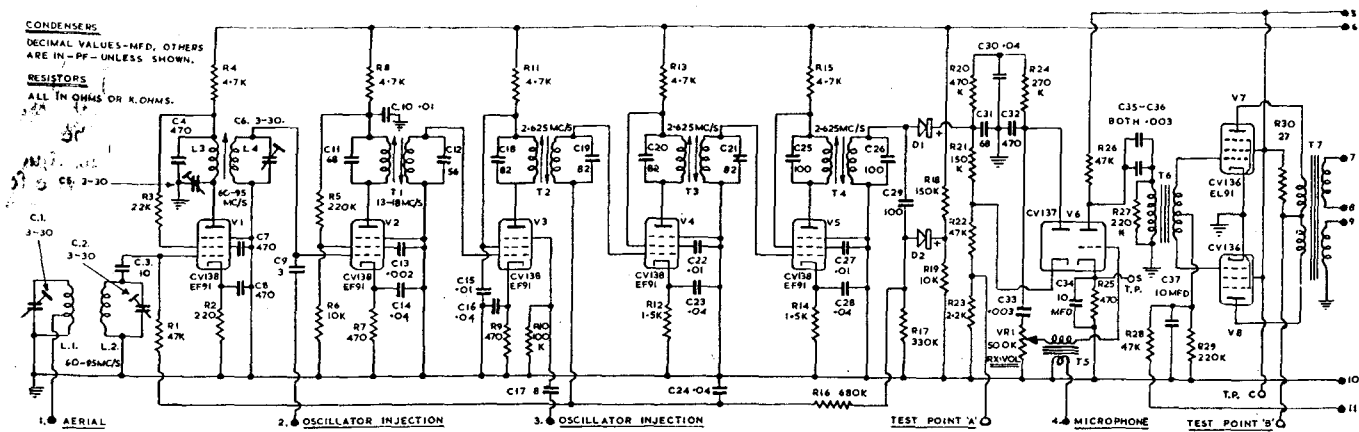 CONDENSERS
DECIMAL VALUES-MFD, OTHERS
ARE IN-PF-UNLESS SHOWN.
RESISTORS
ALL IN OHMS OR K.OHMS.
R4
4·7K
R8
4·7K
R11
4·7K
R13
4·7K
R15
4·7K
C4
470
C6. 3-30.
L3
L4
C5. 3-30
60-95
MC/S
R3
22K
C.1.
3-30
C.2.
3-30
C.3.
10
L.1.
L.2.
60-95MC/S
R1
47K
V1
CV138
EF91
R2
220
C7
470
C8
470
C9
3
C.10 ·01
C11
68
C12
56
T1
13-18MC/S
R5
220K
R6
10K
V2
CV138
EF91
R7
470
C13
·002
C14
·04
2·625MC/S
C18
82
C19
82
T2
V3
CV138
EF91
C15
·01
C16
·04
R9
470
R10
100
K
C17 8
2·625MC/S
C20
82
C21
82
T3
V4
CV138
EF91
R12
1·5K
C22
·01
C23
·04
C24 ·04
2·625MC/S
C25
100
C26
100
T4
V5
CV138
EF91
R14
1·5K
C27
·01
C28
·04
C29
100
D1
D2
R18
150K
R19
10K
R17
330K
R16 680K
C30 ·04
R20
470
K
R24
270
K
C31
68
C32
470
R21
150
K
R22
47K
R23
2·2K
CV137
V6
C33
·003
C34
10
MFD
R25
470
T.P.
VR1
500K
RX·VOL
T5
R26
47K
C35-C36
BOTH ·003
R27
220
K
T6
C37
10MFD
R28
47K
R29
220K
V7
CV136
EL91
CV136
V8
R30
27
T7
T.P. C
5
6
7
8
9
10
11
1. AERIAL
2. OSCILLATOR INJECTION
3. OSCILLATOR INJECTION
TEST POINT 'A'
4. MICROPHONE
TEST POINT 'B'